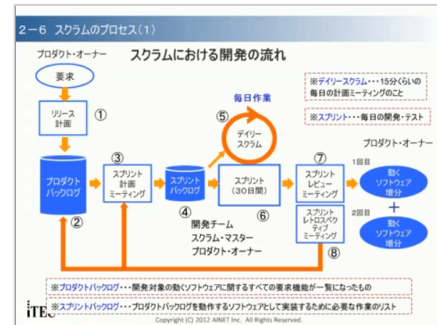 2－6 スクラムのプロセス（1）
プロダクト・オーナー
スクラムにおける開発の流れ
要求
※デイリースクラム・・・15分くらいの
毎日の計画ミーティングのこと
毎日作業
①
リリース
計画
⑤
デイリー
スクラム
※スプリント・・・毎日の開発・テスト
プロダクト・オーナー
③
⑦
1回目
プロダクト
バックログ
スプリント
計画
ミーティング
スプリント
バックログ
スプリント
（30日間）
スプリント
レビュー
ミーティング
動く
ソフトウェア
増分
②
④
⑥
＋
開発チーム
スクラム・マスター
プロダクト・オーナー
スプリント
レトロスペク
ティブ
ミーティング
⑧
2回目
動く
ソフトウェア
増分
※プロダクトバックログ・・・開発対象の動くソフトウェアに関するすべての要求機能が一覧になったもの
※スプリントバックログ・・・プロダクトバックログを動作するソフトウェアとして実装するために必要な作業のリスト
iTEC
Copyright (C) 2012 AINET Inc. All Rights Reserved.